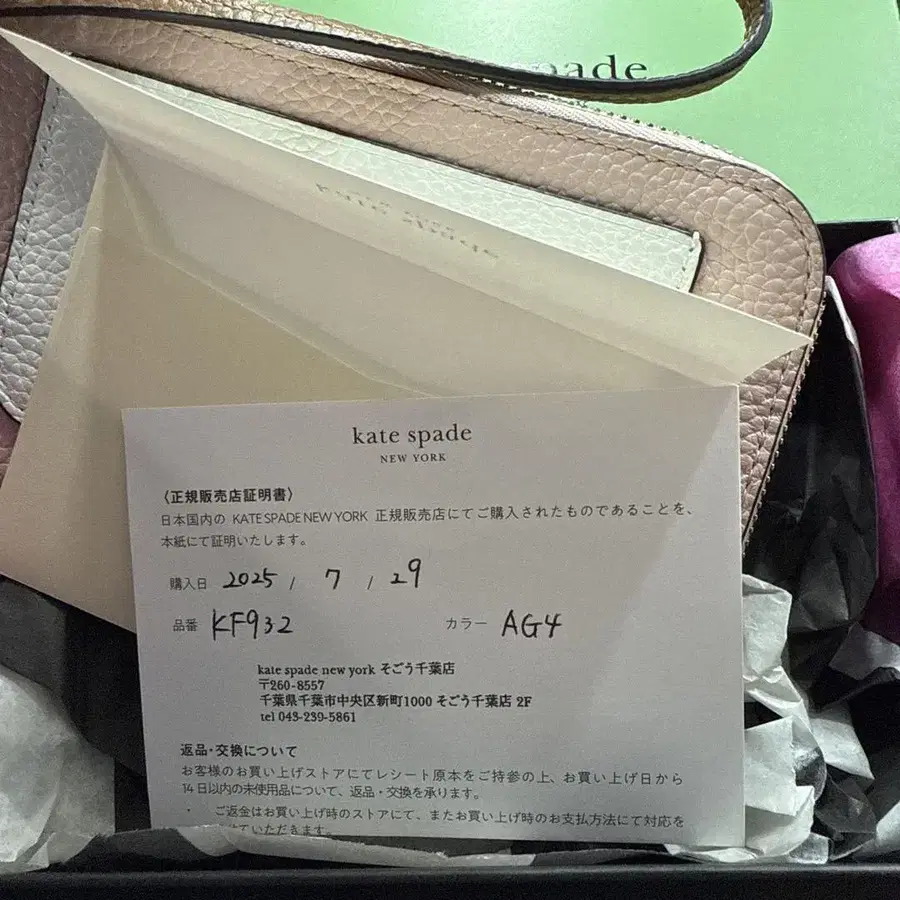 spade
kate spade
NEW YORK
〈正規販売店証明書〉
日本国内の KATE SPADE NEW YORK 正規販売店にてご購入されたものであることを、
本紙にて証明いたします。
購入日 2025 / 7 / 29
品番 KF932 カラー AG4
kate spade new york そごう千葉店
〒260-8557
千葉県千葉市中央区新町1000 そごう千葉店 2F
tel 043-239-5861
返品・交換について
お客様のお買い上げストアにてレシート原本をご持参の上、お買い上げ日から
14日以内の未使用品について、返品・交換を承ります。
・ ご返金はお買い上げ時のストアにて、またお買い上げ時のお支払方法にて対応を
せていただきます。